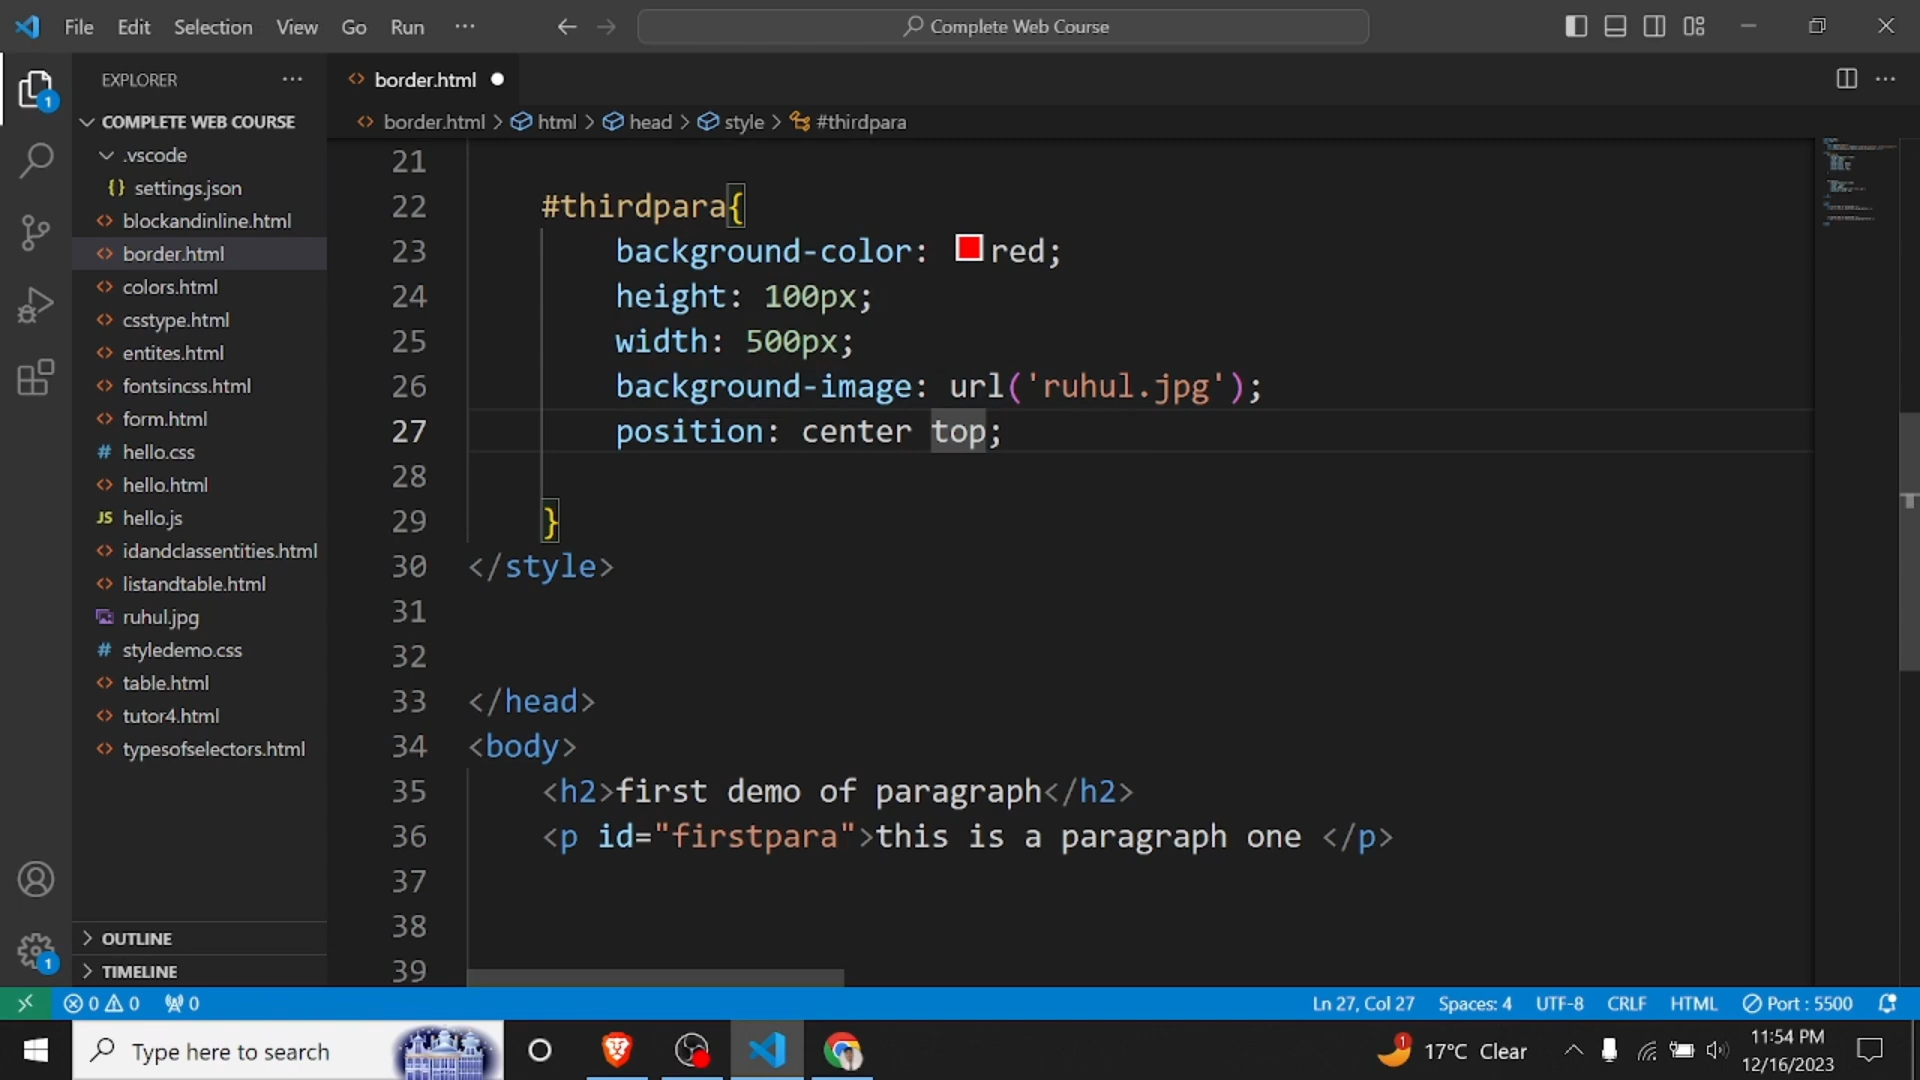 File Edit Selection View Go Run ··· Complete Web Course
EXPLORER ···
border.html
COMPLETE WEB COURSE
border.html > html > head > style > #thirdpara
.vscode
{} settings.json
<> blockandinline.html
<> border.html
<> colors.html
<> csstype.html
<> entites.html
<> fontsincss.html
<> form.html
# hello.css
<> hello.html
JS hello.js
<> idandclassentities.html
<> listandtable.html
ruhul.jpg
# styledemo.css
<> table.html
<> tutor4.html
<> typesofselectors.html
OUTLINE
TIMELINE
1
1
21
22 #thirdpara{
23 background-color: red;
24 height: 100px;
25 width: 500px;
26 background-image: url('ruhul.jpg');
27 position: center top;
28
29 }
30 </style>
31
32
33 </head>
34 <body>
35 <h2>first demo of paragraph</h2>
36 <p id="firstpara">this is a paragraph one </p>
37
38
39
0 0 0 Ln 27, Col 27 Spaces: 4 UTF-8 CRLF HTML Port : 5500
Type here to search
1 17°C Clear
11:54 PM
12/16/2023